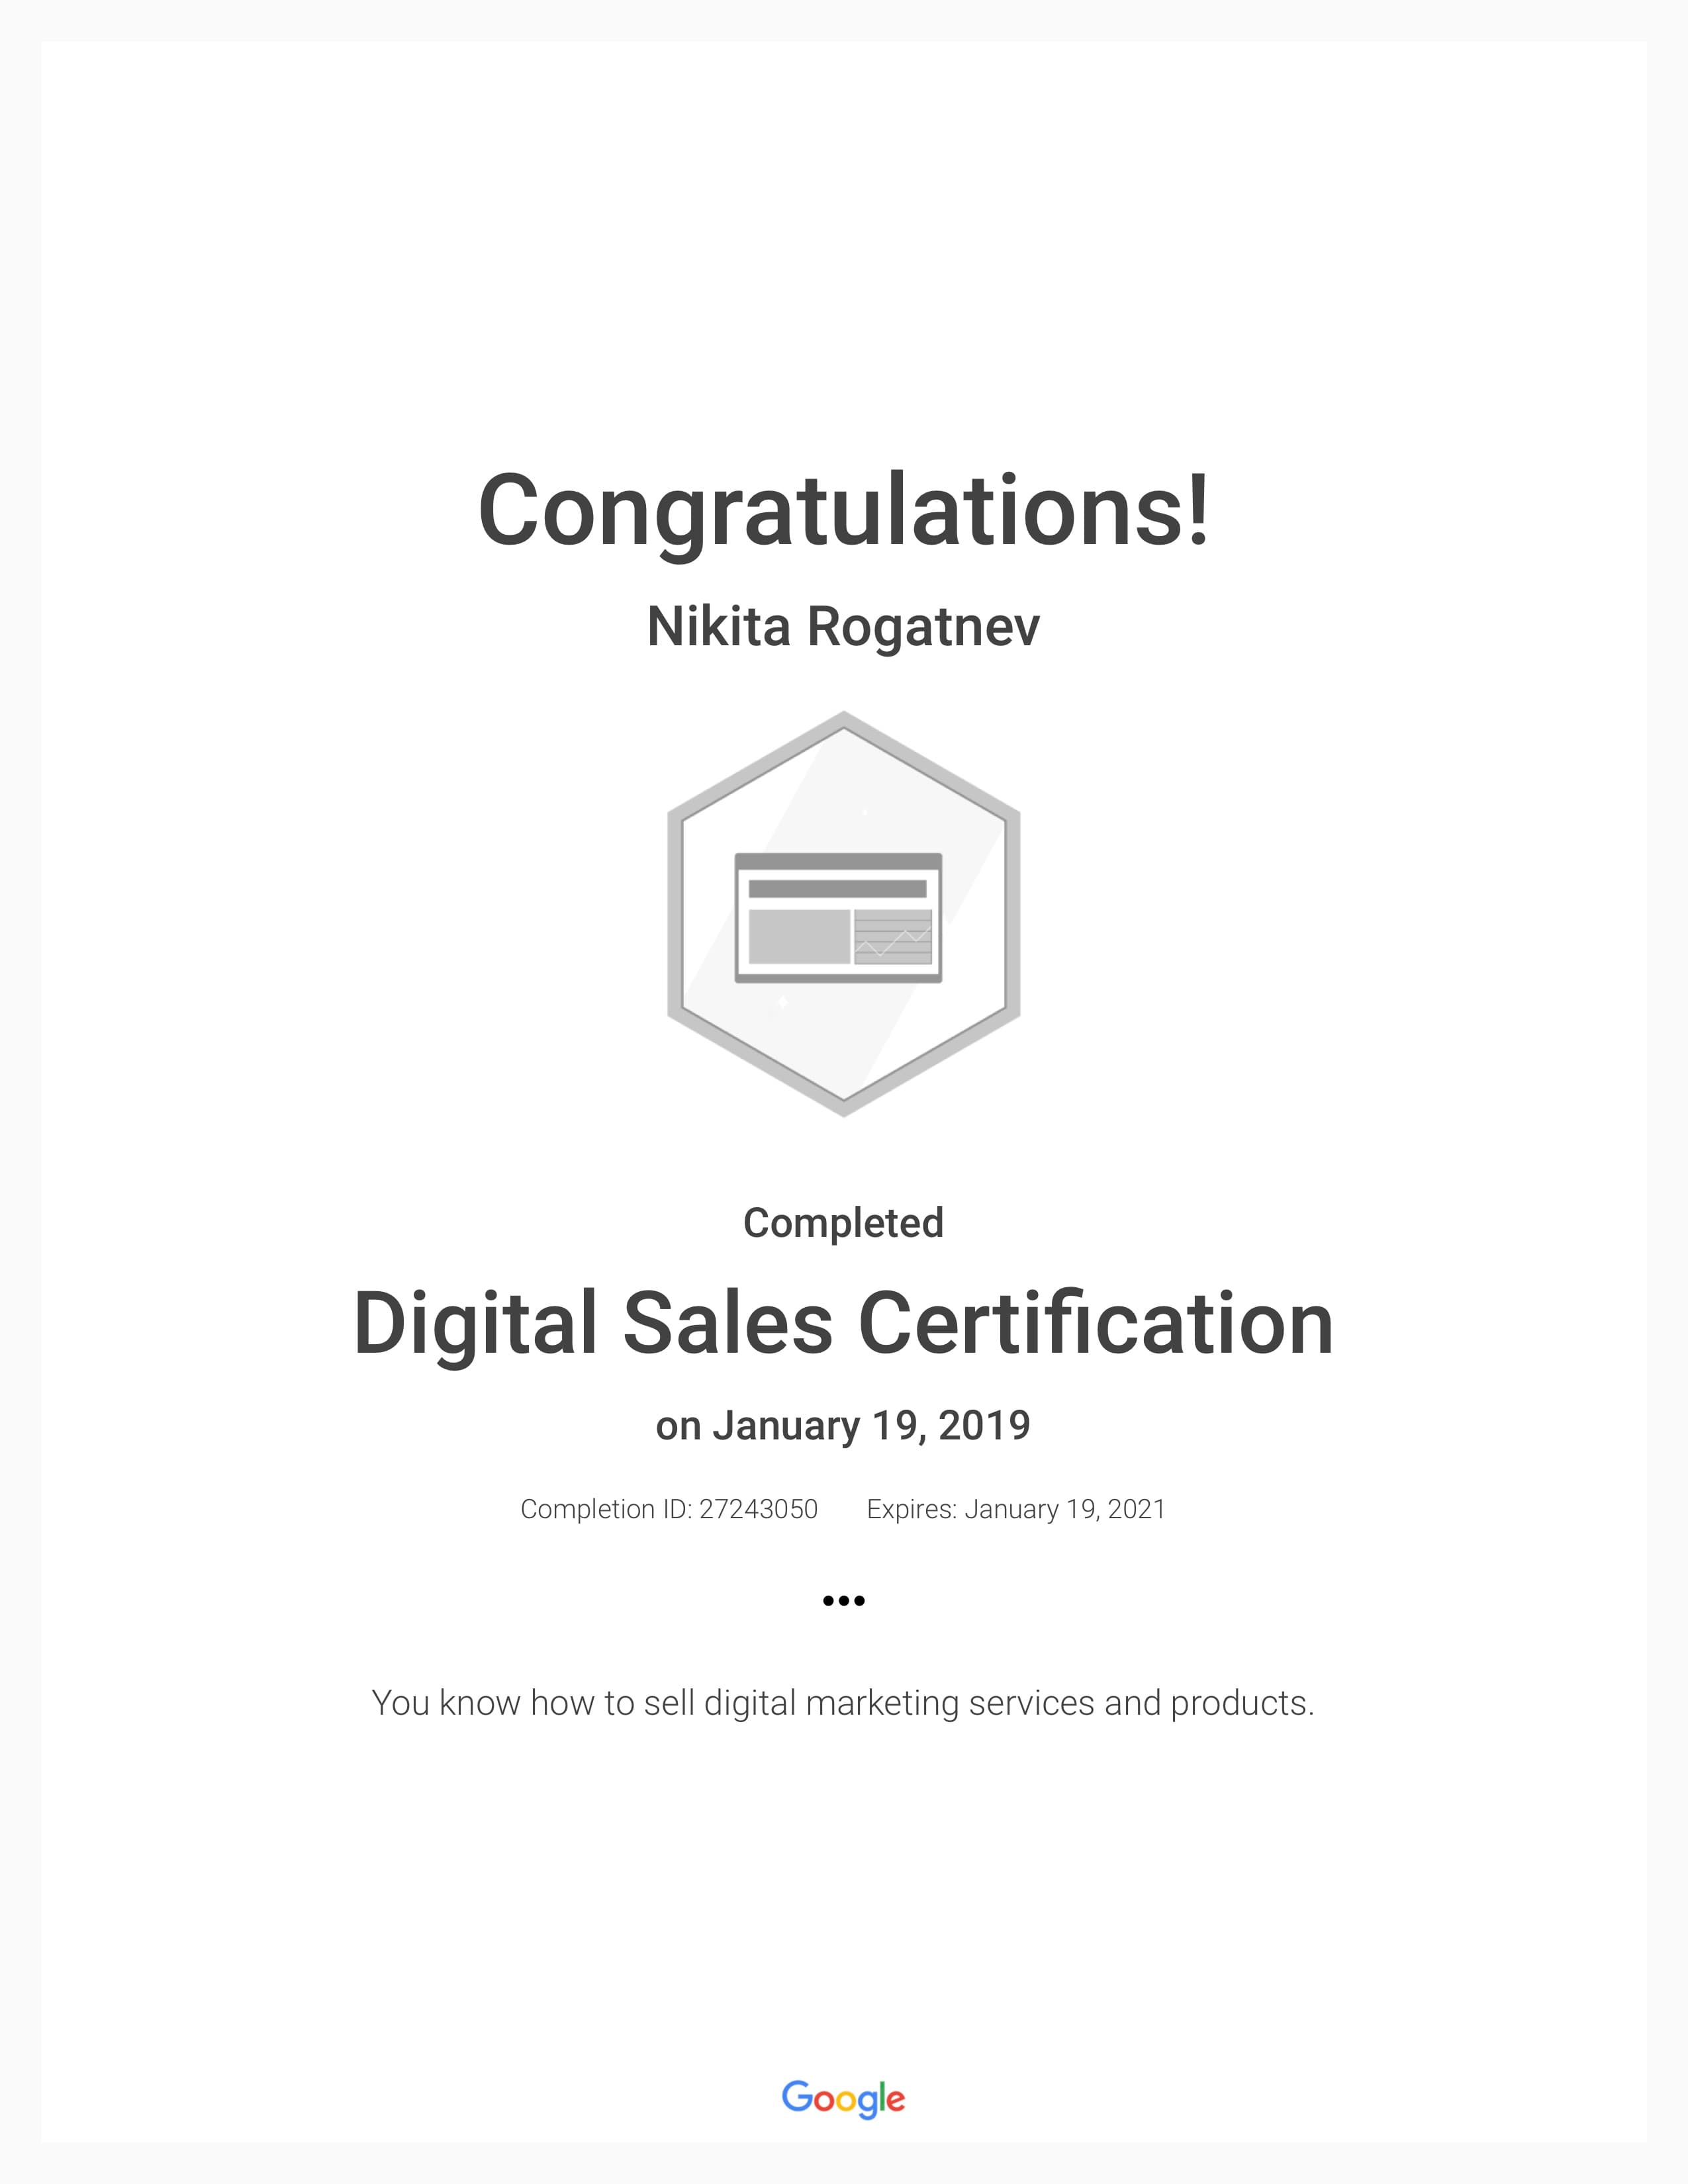 Congratulations!
Nikita Rogatnev
Completed
Digital Sales Certification
on January 19, 2019
Completion ID: 27243050 Expires: January 19, 2021
•••
You know how to sell digital marketing services and products.
Google